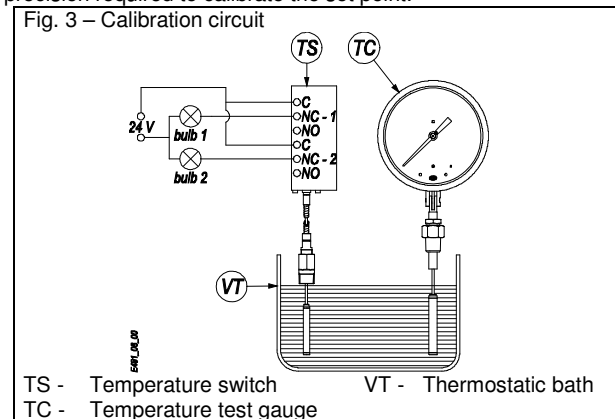 precision required to calibrate the set point.
Fig. 3 – Calibration circuit
TS
TC
C
NC - 1
NO
24 V
bulb 1
C
NC - 2
NO
bulb 2
VT
E491_08_00
TS - Temperature switch VT - Thermostatic bath
TC - Temperature test gauge